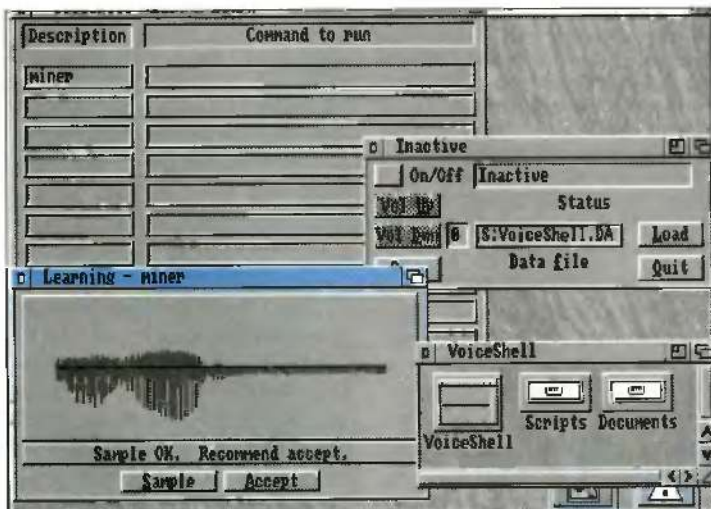 Description
Command to run
miner
Inactive
On/Off
Inactive
Vol Up
Status
Vol Dwn
0
S:VoiceShell.DA
Load
Data file
Quit
Learning - miner
Sample OK. Recommend accept.
Sample
Accept
VoiceShell
VoiceShell
Scripts
Documents